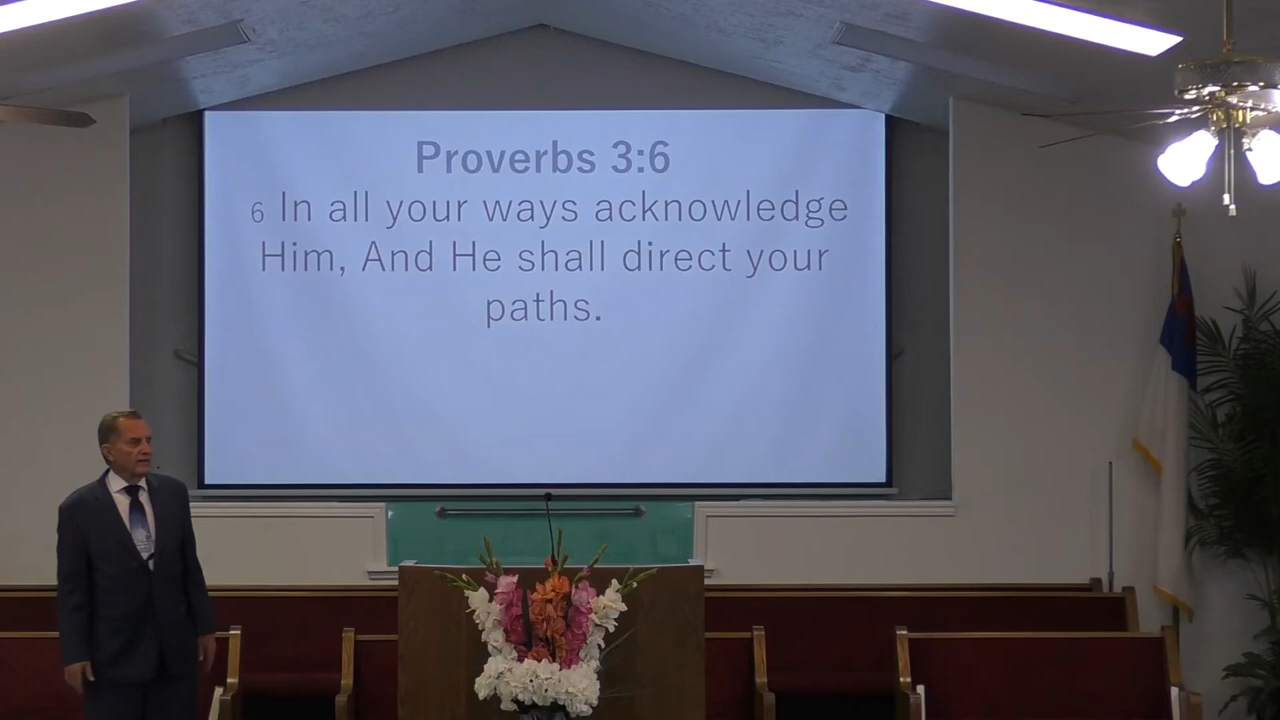 Proverbs 3:6
6 In all your ways acknowledge
Him, And He shall direct your
paths.